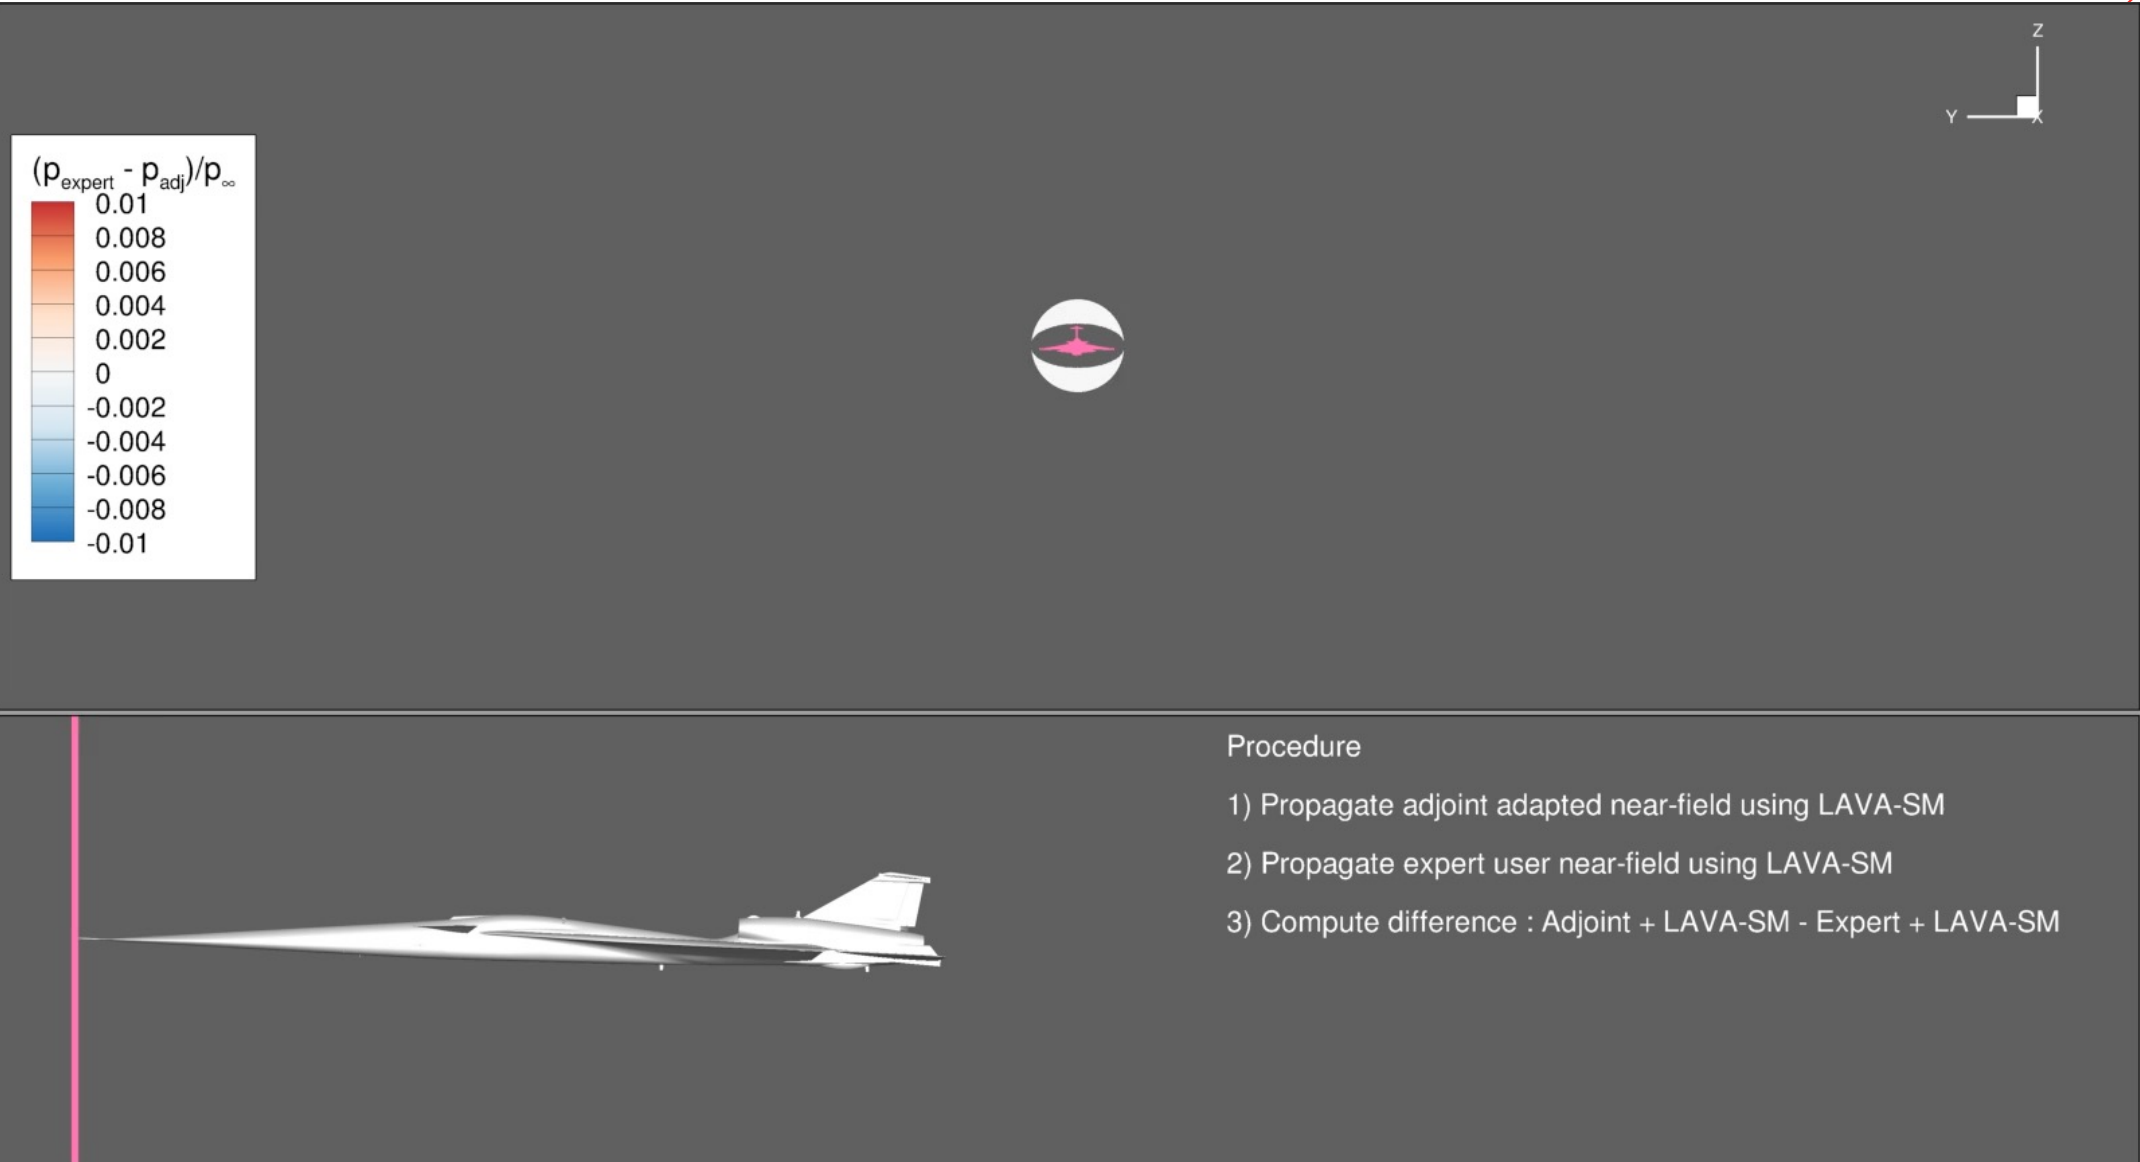 Z
Y
X
(p_expert - p_adj)/p_∞
0.01
0.008
0.006
0.004
0.002
0
-0.002
-0.004
-0.006
-0.008
-0.01
Procedure
1) Propagate adjoint adapted near-field using LAVA-SM
2) Propagate expert user near-field using LAVA-SM
3) Compute difference : Adjoint + LAVA-SM - Expert + LAVA-SM